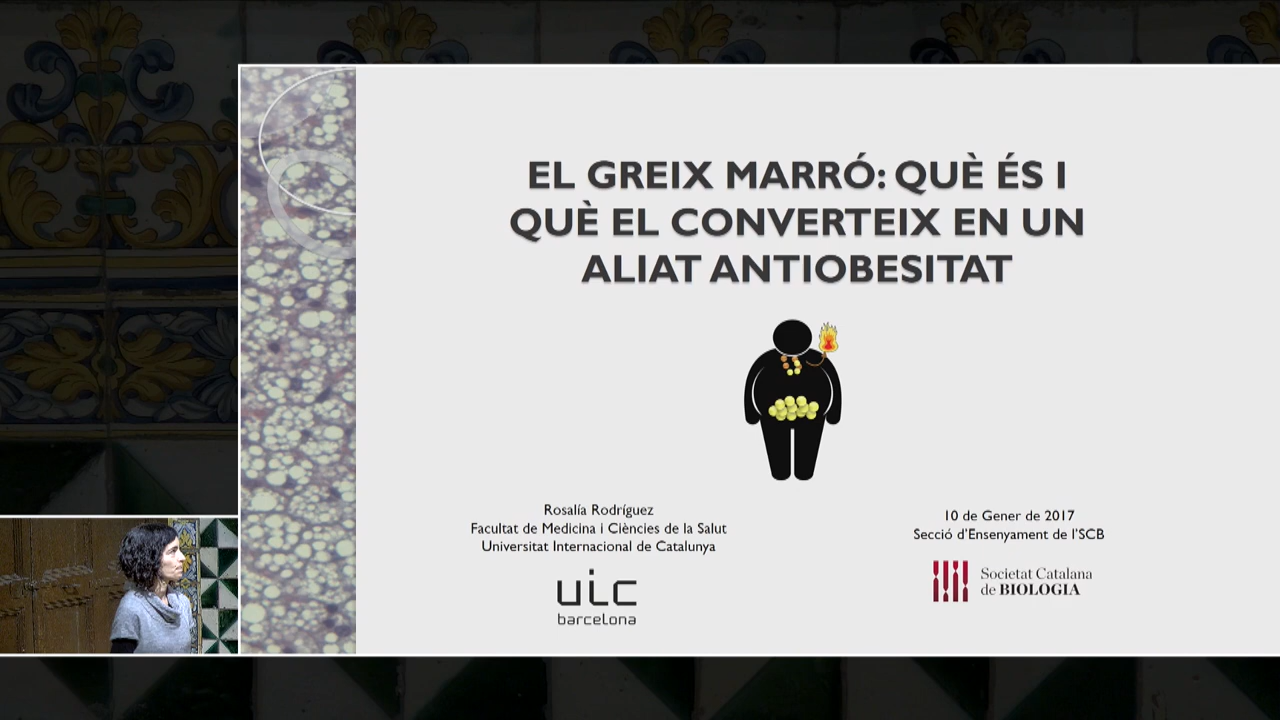 EL GREIX MARRÓ: QUÈ ÉS I
QUÈ EL CONVERTEIX EN UN
ALIAT ANTIOBESITAT
Rosalía Rodríguez
Facultat de Medicina i Ciències de la Salut
Universitat Internacional de Catalunya
uic
barcelona
10 de Gener de 2017
Secció d'Ensenyament de l'SCB
Societat Catalana
de BIOLOGIA